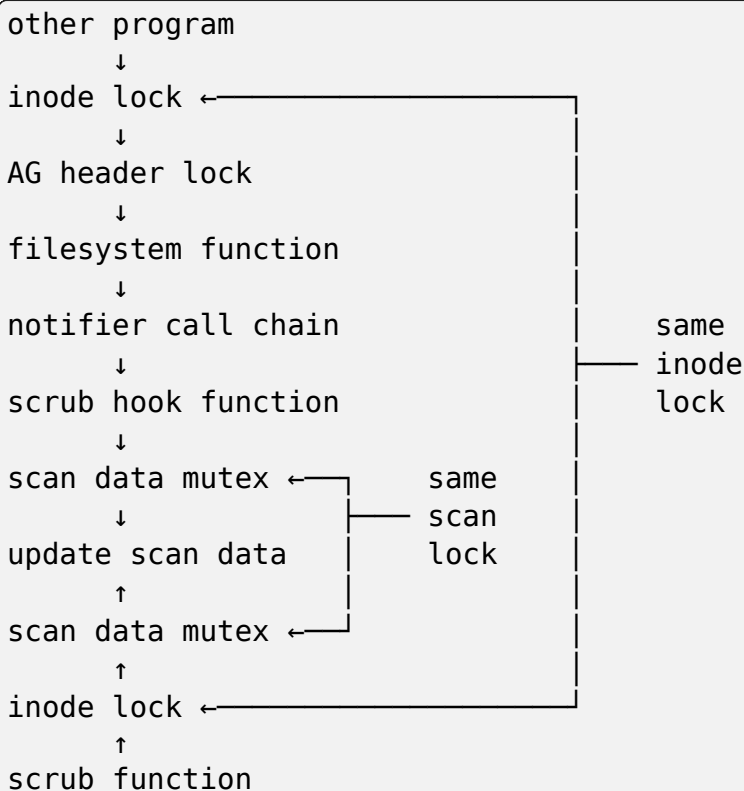 other program
↓
inode lock ←
↓
AG header lock
↓
filesystem function
↓
notifier call chain same
↓ inode
scrub hook function lock
↓
scan data mutex ← same
↓ scan
update scan data lock
↑
scan data mutex ←
↑
inode lock ←
↑
scrub function